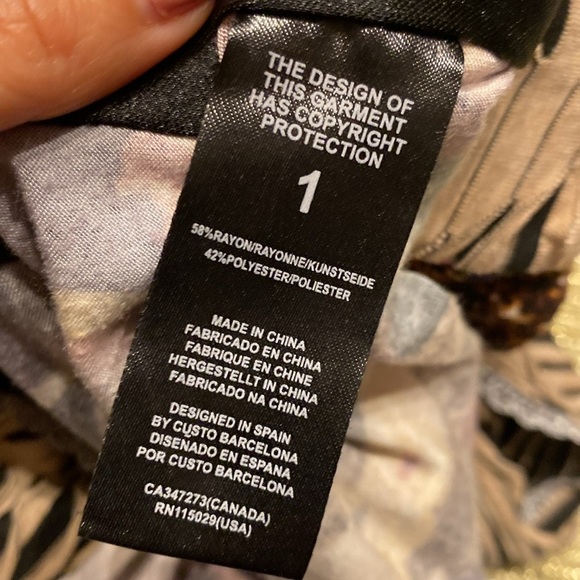 THE DESIGN OF
THIS GARMENT
HAS COPYRIGHT
PROTECTION
1
58%RAYON/RAYONNE/KUNSTSEIDE
42%POLYESTER/POLIESTER
MADE IN CHINA
FABRICADO EN CHINA
FABRIQUE EN CHINE
HERGESTELLT IN CHINA
FABRICADO NA CHINA
DESIGNED IN SPAIN
BY CUSTO BARCELONA
DISEÑADO EN ESPAÑA
POR CUSTO BARCELONA
CA347273(CANADA)
RN115029(USA)